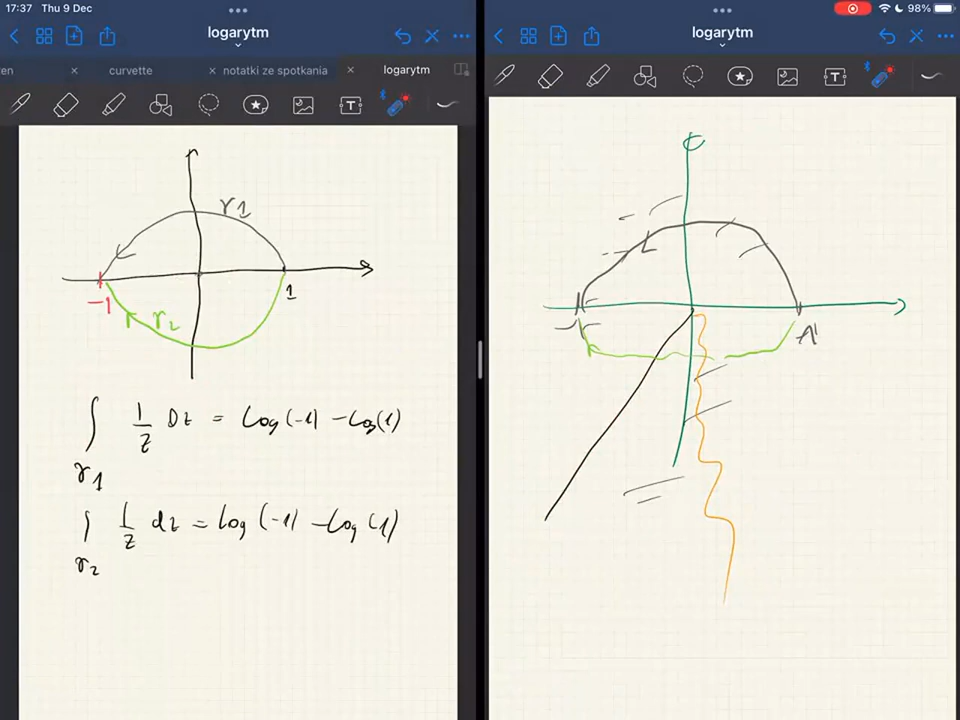 17:37 Thu 9 Dec
98%
logarytm
logarytm
en
curvette
notatki ze spotkania
logarytm
T
T
γ1
1
-1
γ2
∫γ1 1/z Dz = Log(-1) - Log(1)
∫γ2 1/z dz = Log(-1) - Log(1)